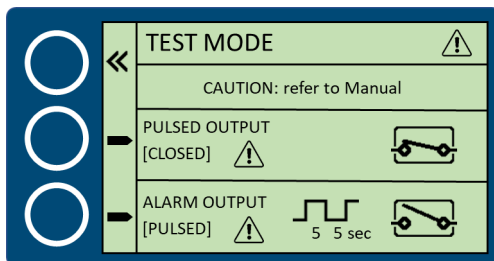 TEST MODE
CAUTION: refer to Manual
PULSED OUTPUT
[CLOSED]
ALARM OUTPUT
[PULSED]
5 5 sec